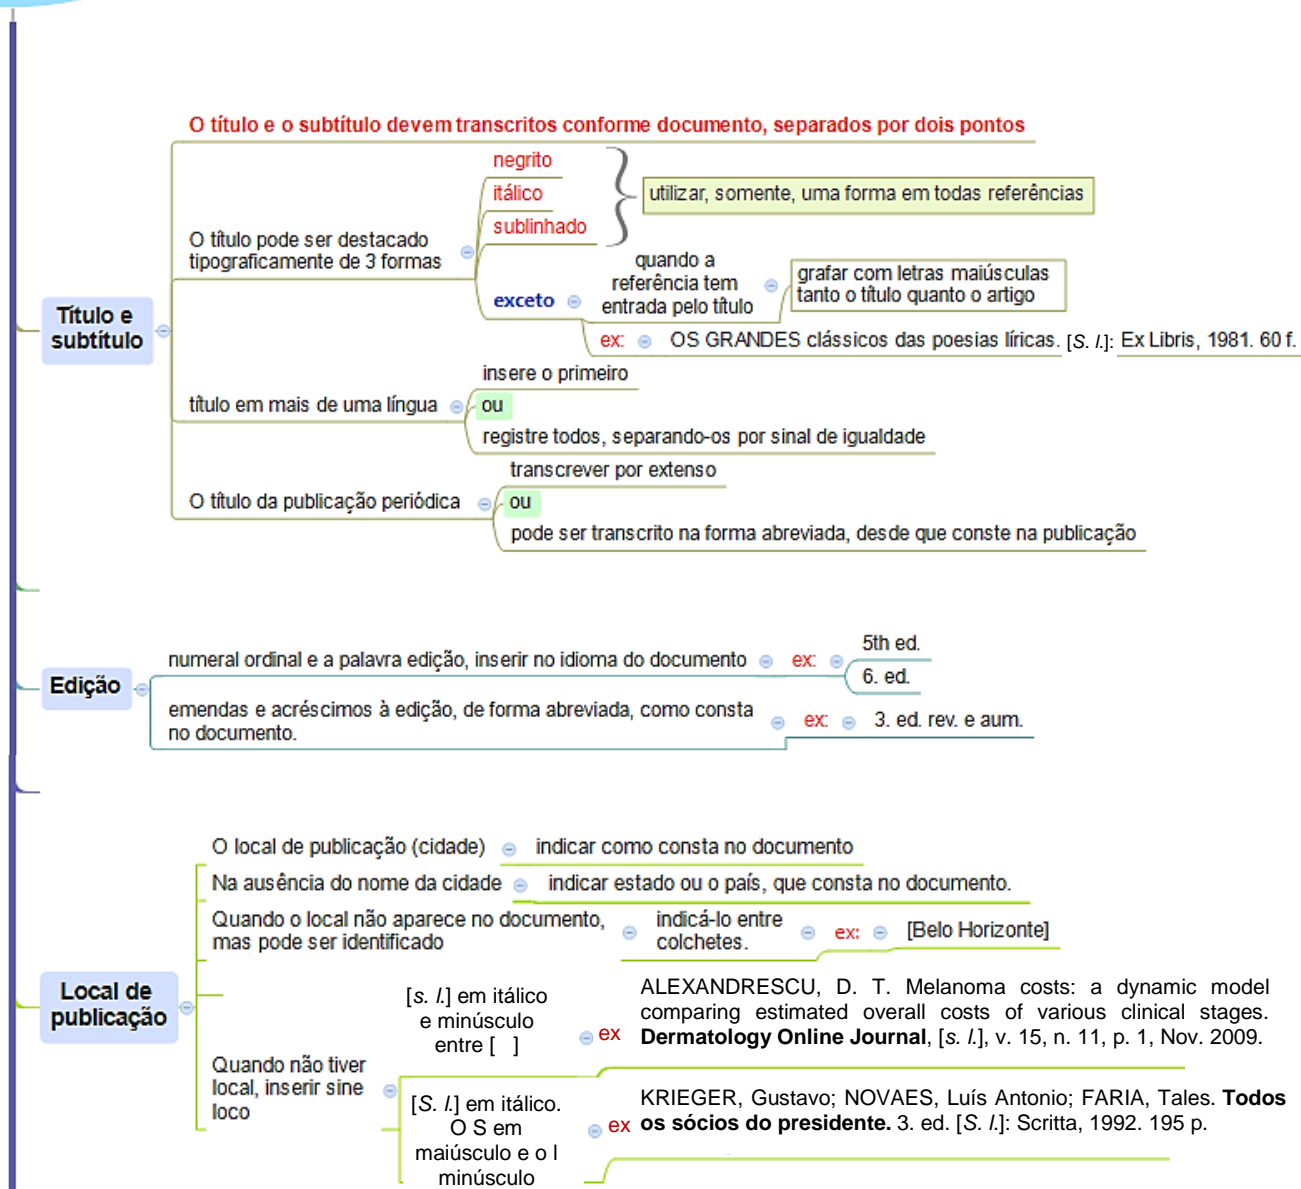 O título e o subtítulo devem transcritos conforme documento, separados por dois pontos
negrito
itálico
sublinhado
utilizar, somente, uma forma em todas referências
O título pode ser destacado
tipograficamente de 3 formas
exceto
quando a
referência tem
entrada pelo título
grafar com letras maiúsculas
tanto o título quanto o artigo
ex:
OS GRANDES clássicos das poesias líricas. [S. l.]: Ex Libris, 1981. 60 f.
Título e
subtítulo
título em mais de uma língua
insere o primeiro
ou
registre todos, separando-os por sinal de igualdade
O título da publicação periódica
transcrever por extenso
ou
pode ser transcrito na forma abreviada, desde que conste na publicação
Edição
numeral ordinal e a palavra edição, inserir no idioma do documento
ex:
5th ed.
6. ed.
emendas e acréscimos à edição, de forma abreviada, como consta
no documento.
ex:
3. ed. rev. e aum.
Local de
publicação
O local de publicação (cidade)
indicar como consta no documento
Na ausência do nome da cidade
indicar estado ou o país, que consta no documento.
Quando o local não aparece no documento,
mas pode ser identificado
indicá-lo entre
colchetes.
ex:
[Belo Horizonte]
Quando não tiver
local, inserir sine
loco
[s. l.] em itálico
e minúsculo
entre [ ]
ex
ALEXANDRESCU, D. T. Melanoma costs: a dynamic model
comparing estimated overall costs of various clinical stages.
Dermatology Online Journal, [s. l.], v. 15, n. 11, p. 1, Nov. 2009.
[S. l.] em itálico.
O S em
maiúsculo e o l
minúsculo
ex
KRIEGER, Gustavo; NOVAES, Luís Antonio; FARIA, Tales. Todos
os sócios do presidente. 3. ed. [S. l.]: Scritta, 1992. 195 p.